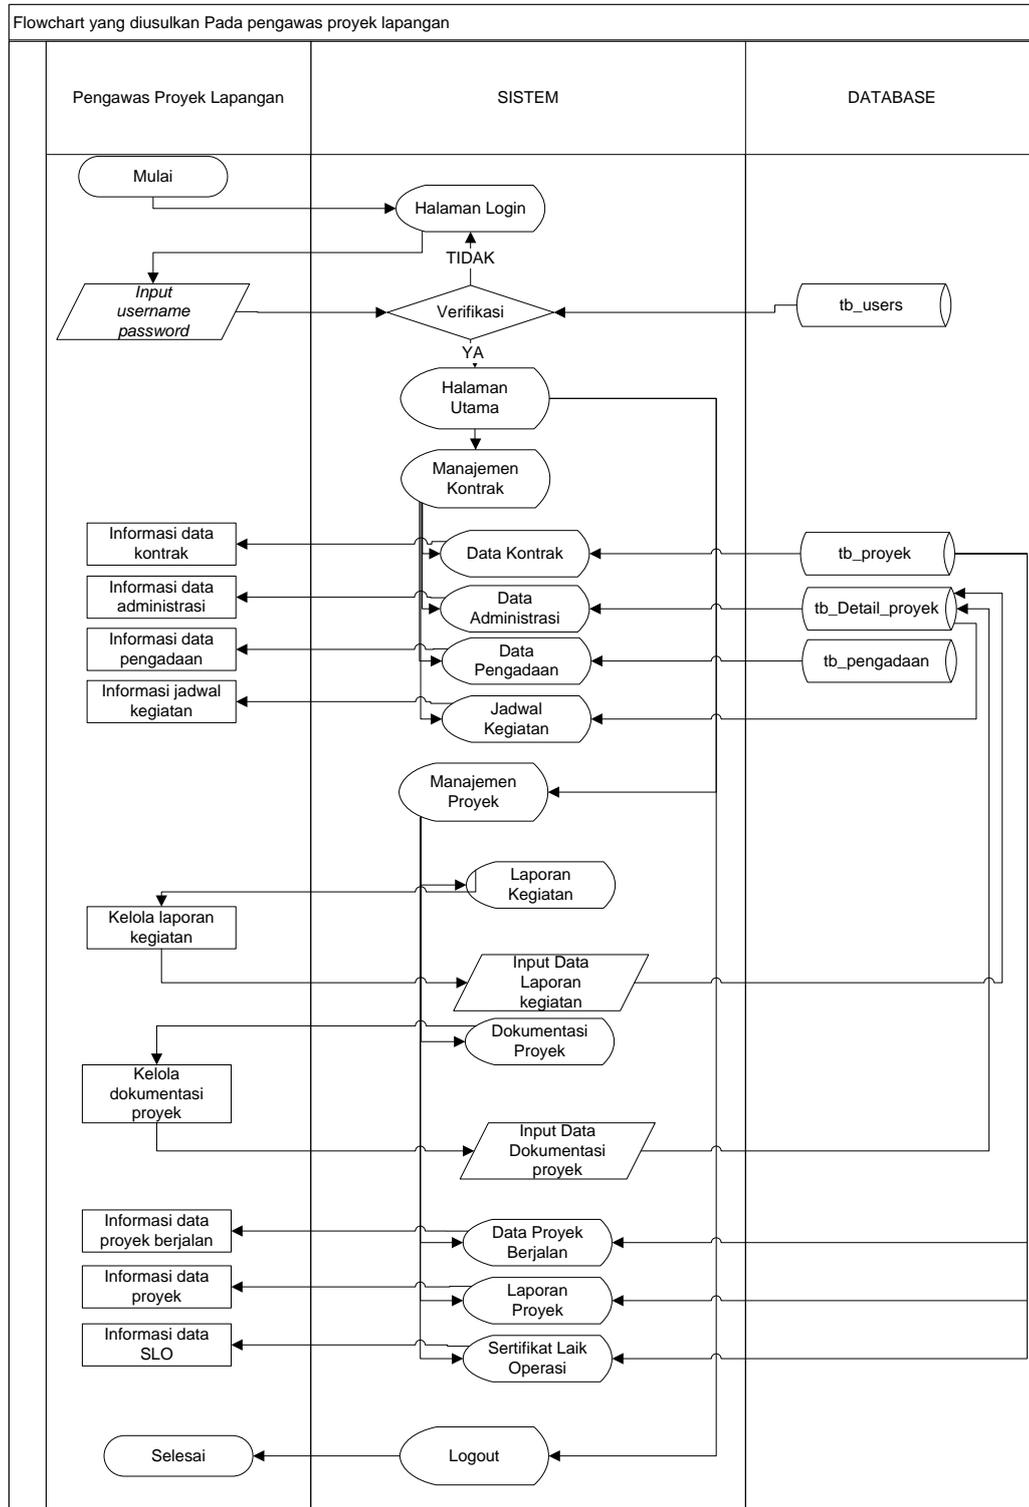 Flowchart yang diusulkan Pada pengawas proyek lapangan
Pengawas Proyek Lapangan
SISTEM
DATABASE
Mulai
Halaman Login
TIDAK
Input
username
password
Verifikasi
tb_users
YA
Halaman
Utama
Manajemen
Kontrak
Informasi data
kontrak
Data Kontrak
tb_proyek
Informasi data
administrasi
Data
Administrasi
tb_Detail_proyek
Informasi data
pengadaan
Data
Pengadaan
tb_pengadaan
Informasi jadwal
kegiatan
Jadwal
Kegiatan
Manajemen
Proyek
Laporan
Kegiatan
Kelola laporan
kegiatan
Input Data
Laporan
kegiatan
Dokumentasi
Proyek
Kelola
dokumentasi
proyek
Input Data
Dokumentasi
proyek
Informasi data
proyek berjalan
Data Proyek
Berjalan
Informasi data
proyek
Laporan
Proyek
Informasi data
SLO
Sertifikat Laik
Operasi
Selesai
Logout